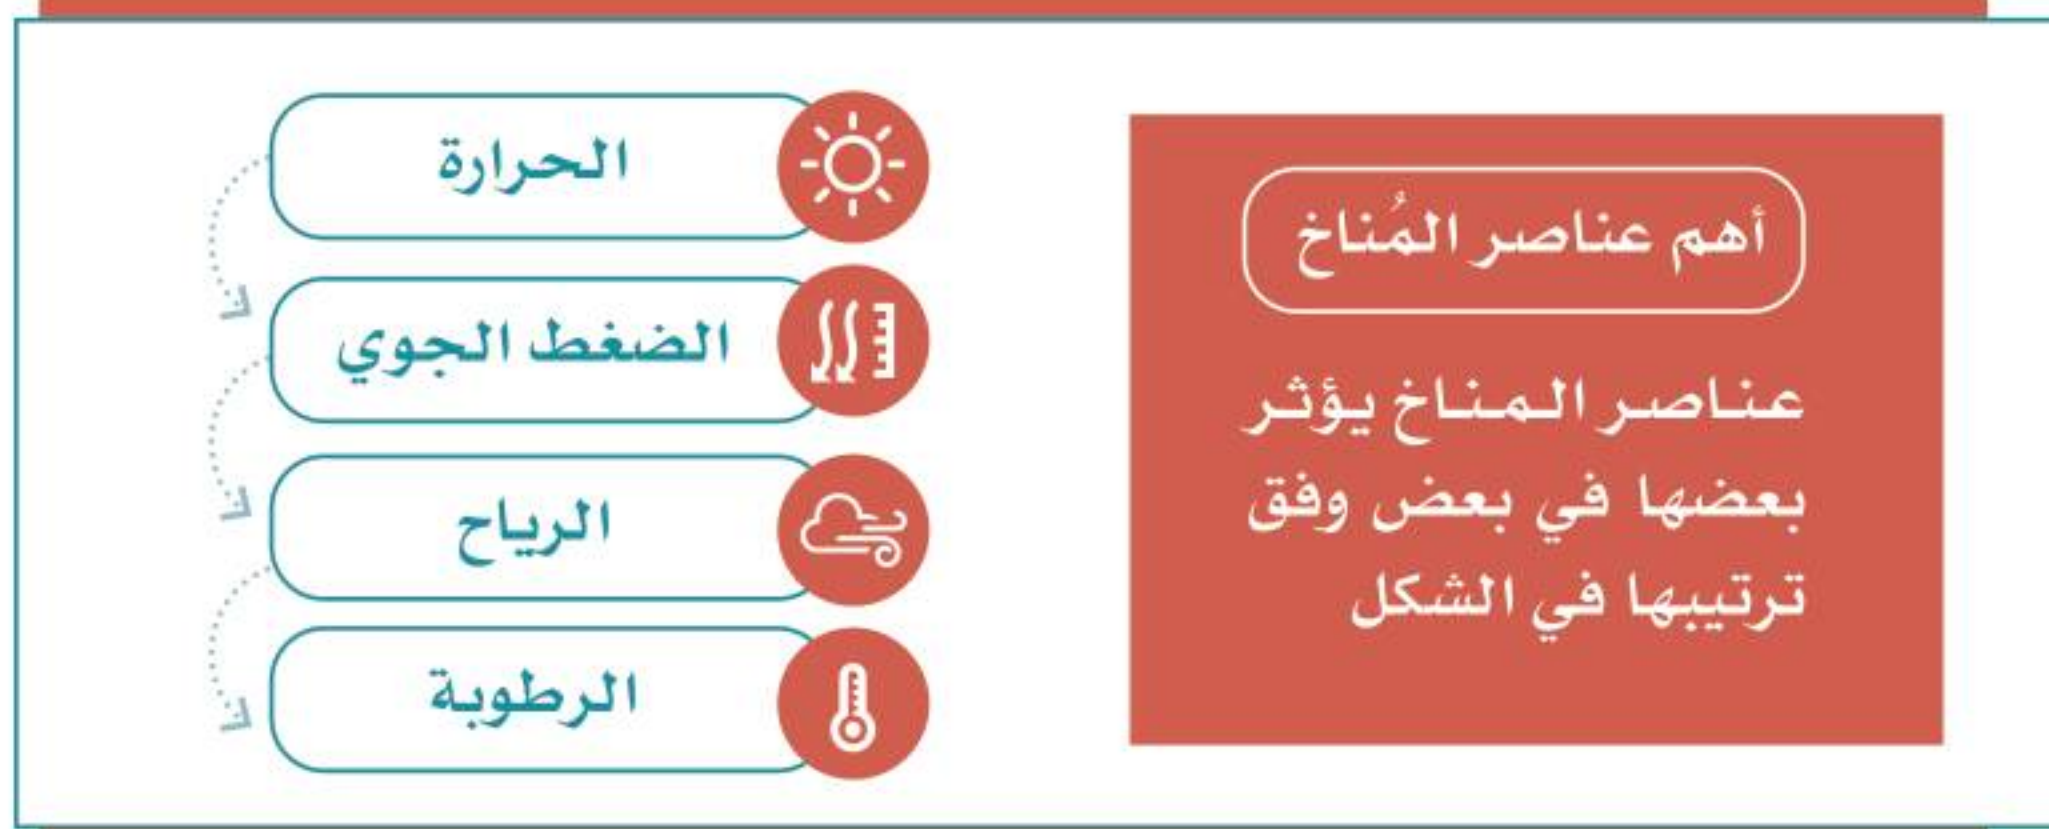 أهم عناصر المُناخ
عناصر المناخ يؤثر
بعضها في بعض وفق
ترتيبها في الشكل
الحرارة
الضغط الجوي
الرياح
الرطوبة